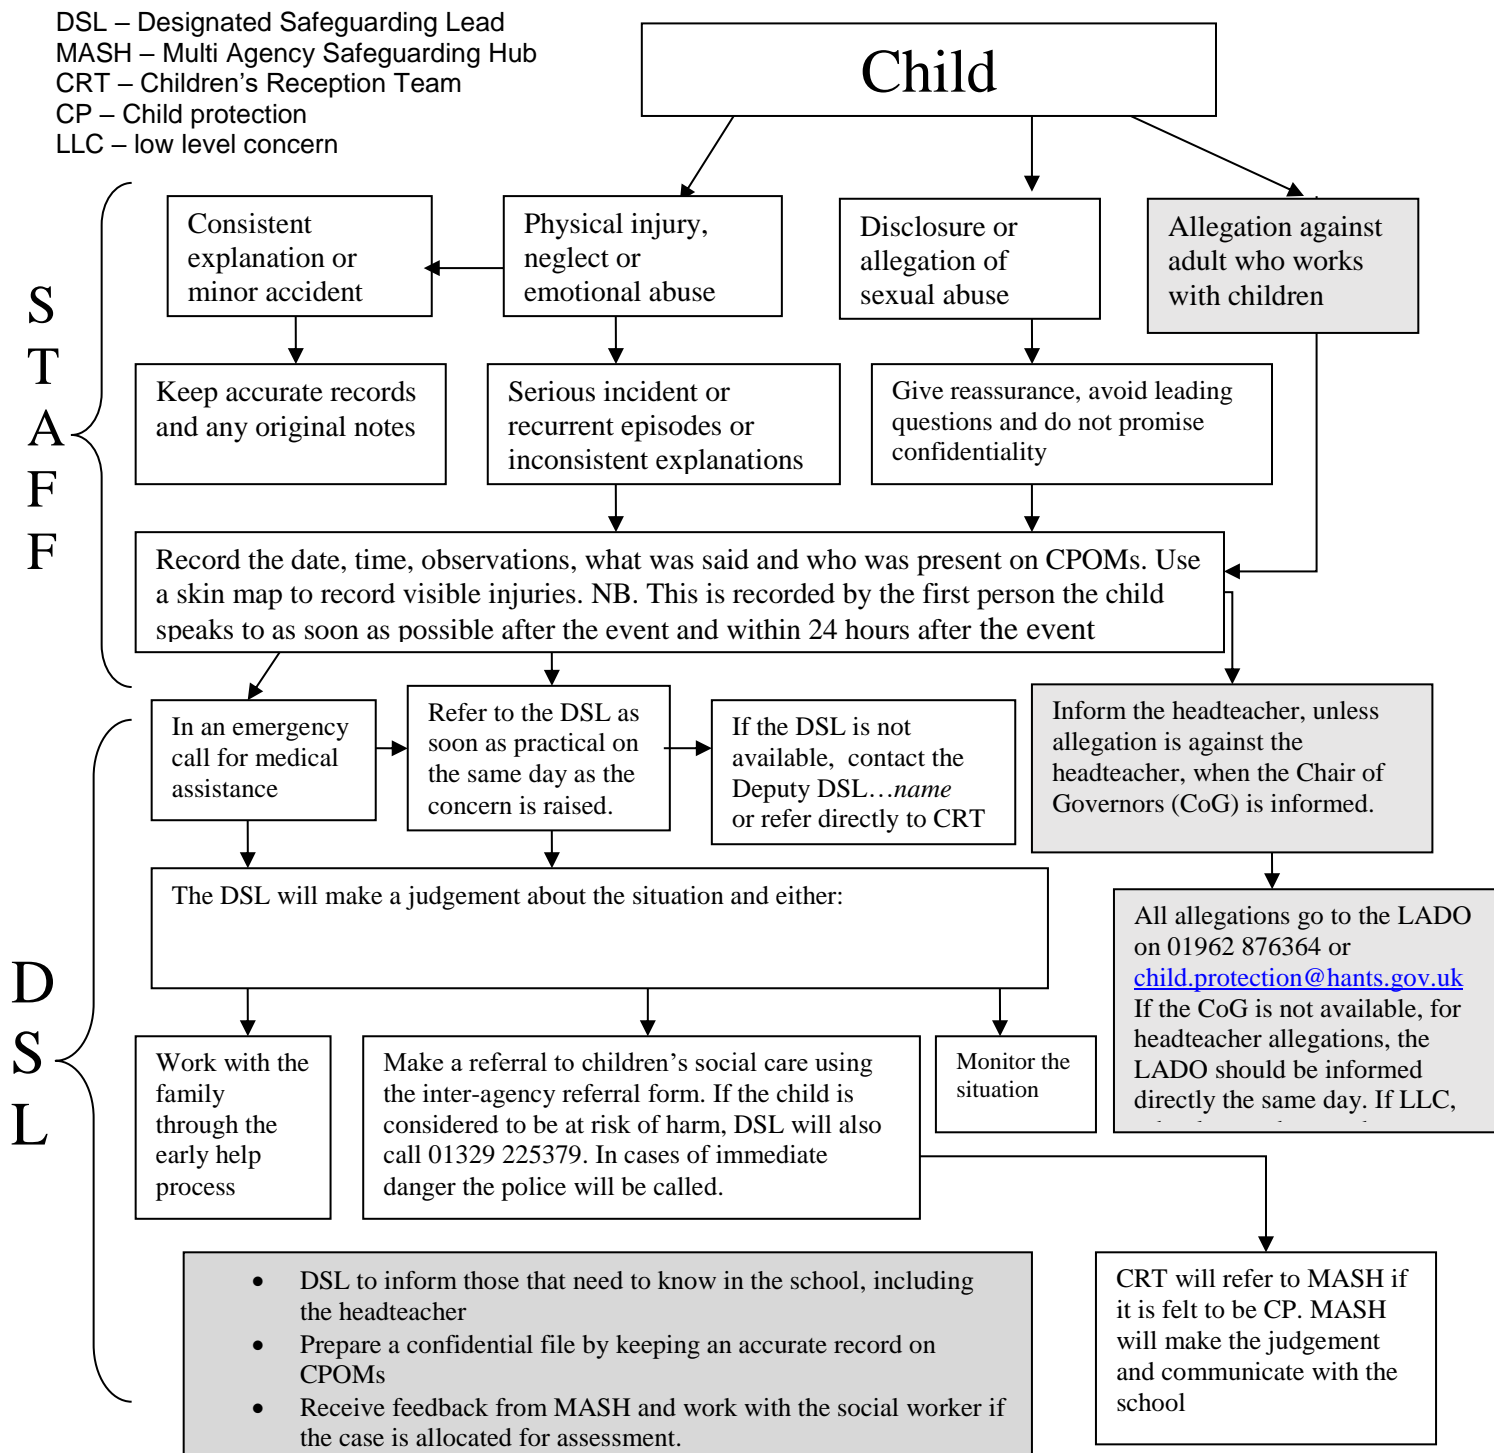 DSL – Designated Safeguarding Lead
MASH – Multi Agency Safeguarding Hub
CRT – Children's Reception Team
CP – Child protection
LLC – low level concern
Child
S
T
A
F
F
Consistent
explanation or
minor accident
Physical injury,
neglect or
emotional abuse
Disclosure or
allegation of
sexual abuse
Allegation against
adult who works
with children
Keep accurate records
and any original notes
Serious incident or
recurrent episodes or
inconsistent explanations
Give reassurance, avoid leading
questions and do not promise
confidentiality
Record the date, time, observations, what was said and who was present on CPOMs. Use
a skin map to record visible injuries. NB. This is recorded by the first person the child
speaks to as soon as possible after the event and within 24 hours after the event
D
S
L
In an emergency
call for medical
assistance
Refer to the DSL as
soon as practical on
the same day as the
concern is raised.
If the DSL is not
available, contact the
Deputy DSL…name
or refer directly to CRT
Inform the headteacher, unless
allegation is against the
headteacher, when the Chair of
Governors (CoG) is informed.
The DSL will make a judgement about the situation and either:
All allegations go to the LADO
on 01962 876364 or
child.protection@hants.gov.uk
If the CoG is not available, for
headteacher allegations, the
LADO should be informed
directly the same day. If LLC,
Work with the
family
through the
early help
process
Make a referral to children's social care using
the inter-agency referral form. If the child is
considered to be at risk of harm, DSL will also
call 01329 225379. In cases of immediate
danger the police will be called.
Monitor the
situation
• DSL to inform those that need to know in the school, including
the headteacher
• Prepare a confidential file by keeping an accurate record on
CPOMs
• Receive feedback from MASH and work with the social worker if
the case is allocated for assessment.
CRT will refer to MASH if
it is felt to be CP. MASH
will make the judgement
and communicate with the
school